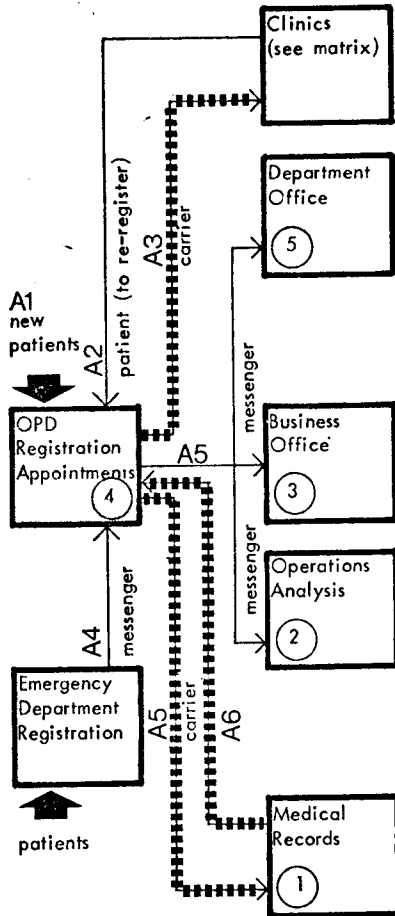 Clinics
(see matrix)
A3
carrier
patient (to re-register)
A2
Department
Office
5
A1
new
patients
messenger
OPD
Registration
Appointments
4
A5
Business
Office
3
messenger
Operations
Analysis
2
A4
messenger
Emergency
Department
Registration
A5
carrier
A6
patients
Medical
Records
1